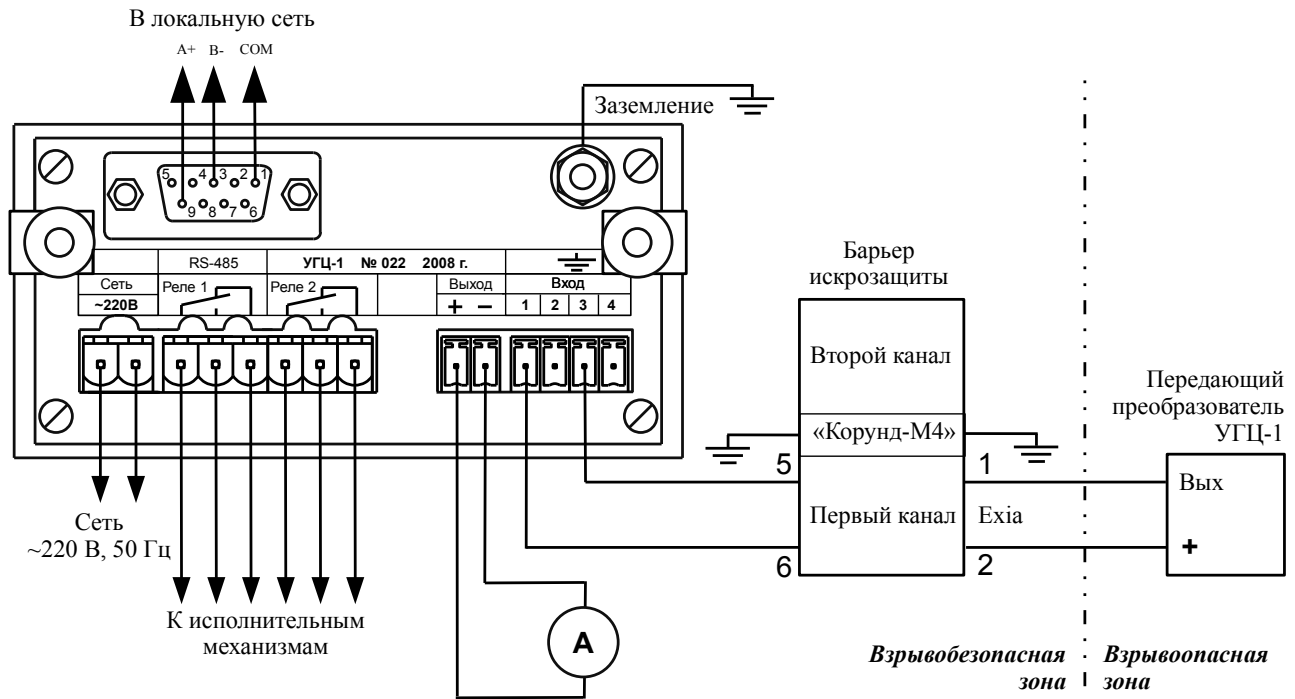 В локальную сеть
A+ B- COM
Заземление
5 4 3 2 1
9 8 7 6
RS-485 УГЦ-1 № 022 2008 г.
Сеть Реле 1 Реле 2 Выход Вход
~220В + − 1 2 3 4
Барьер
искрозащиты
Второй канал
«Корунд-М4»
5 1
Первый канал Exia
6 2
Передающий
преобразователь
УГЦ-1
Вых
+
Сеть
~220 В, 50 Гц
К исполнительным
механизмам
А
Взрывобезопасная
зона
Взрывоопасная
зона